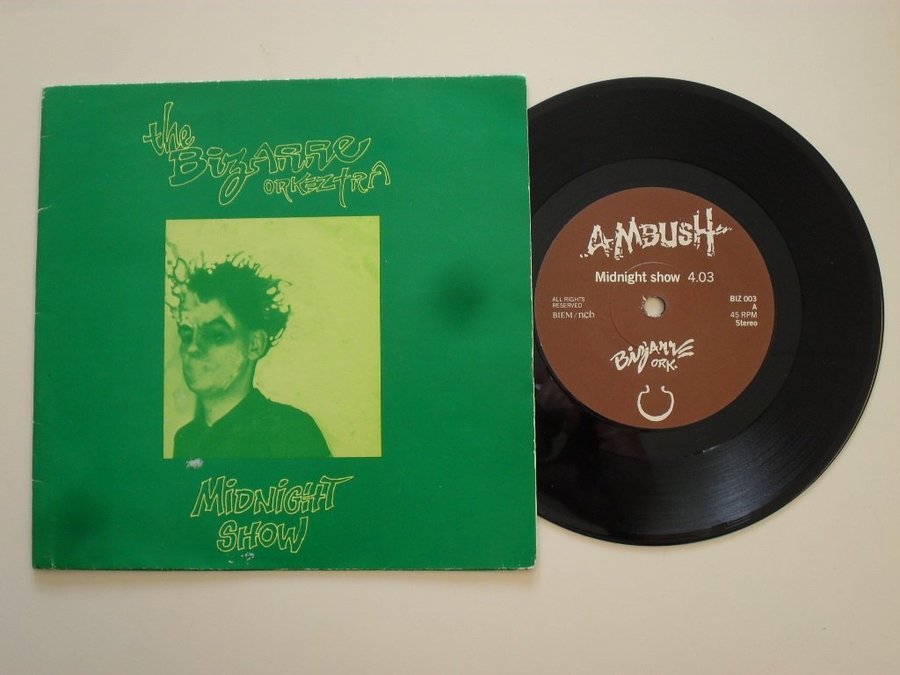 the
BizARRE
ORKEZtRA
MiDNiGHT
SHOW
AMBUSH
Midnight show 4.03
ALL RIGHTS
RESERVED
BIEM / ncb
BIZ 003
A
45 RPM
Stereo
BizARRE
ORK.